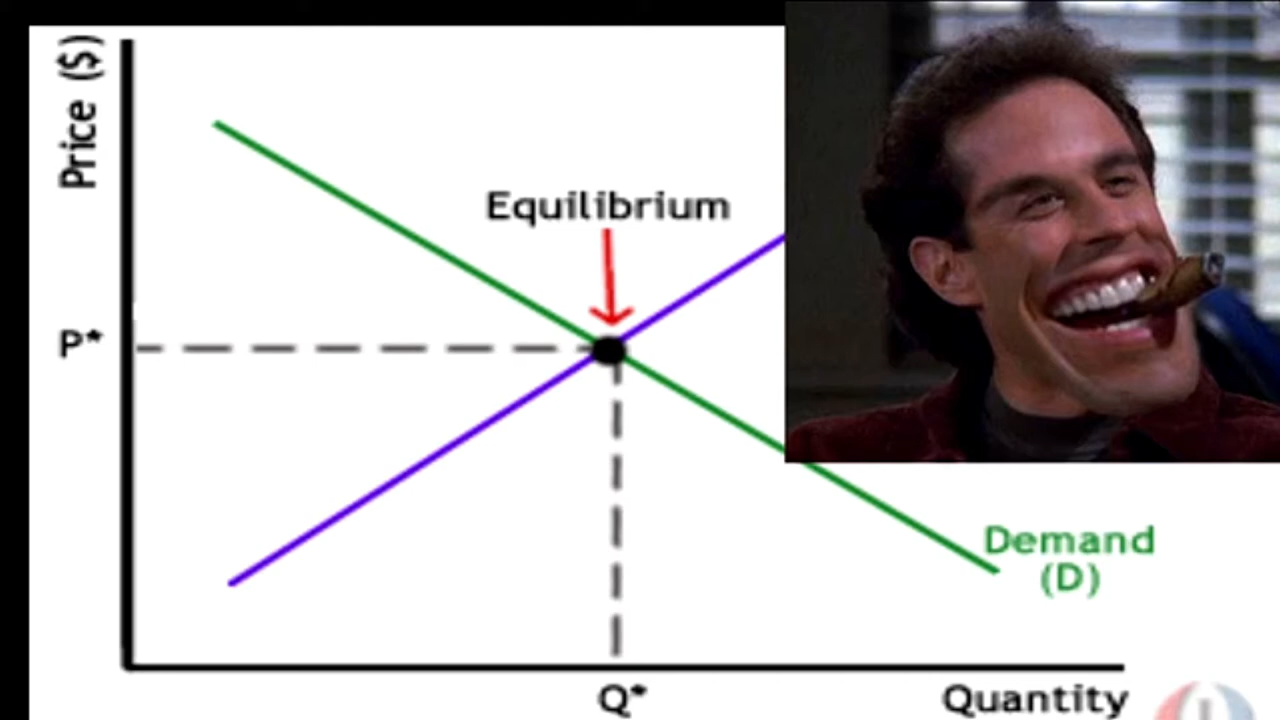 Price ($)
Equilibrium
P*
Demand
(D)
Q*
Quantity